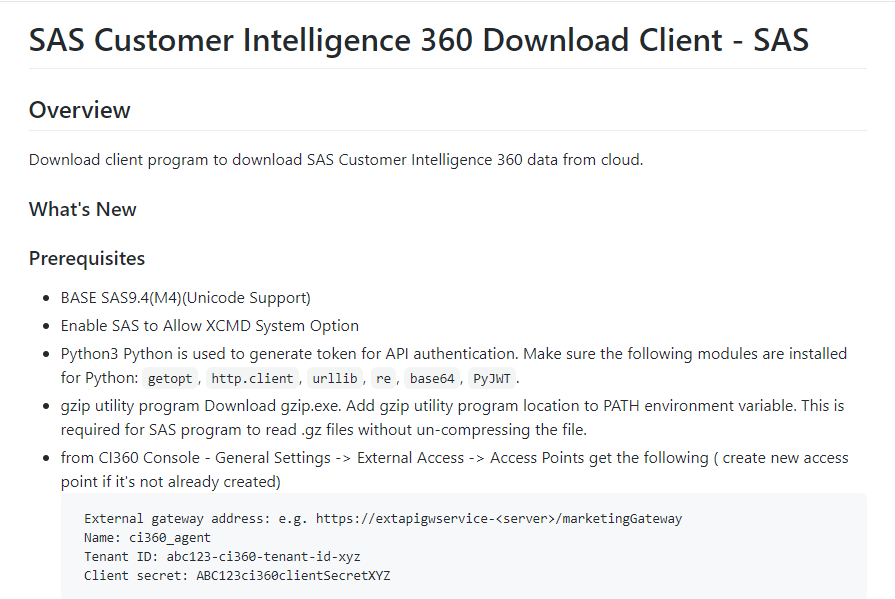 SAS Customer Intelligence 360 Download Client - SAS
Overview
Download client program to download SAS Customer Intelligence 360 data from cloud.
What's New
Prerequisites
• BASE SAS9.4(M4)(Unicode Support)
• Enable SAS to Allow XCMD System Option
• Python3 Python is used to generate token for API authentication. Make sure the following modules are installed
for Python: getopt, http.client, urllib, re, base64, PyJWT.
• gzip utility program Download gzip.exe. Add gzip utility program location to PATH environment variable. This is
required for SAS program to read .gz files without un-compressing the file.
• from CI360 Console - General Settings -> External Access -> Access Points get the following ( create new access
point if it's not already created)
External gateway address: e.g. https://extapigwservice-<server>/marketingGateway
Name: ci360_agent
Tenant ID: abc123-ci360-tenant-id-xyz
Client secret: ABC123ci360clientSecretXYZ